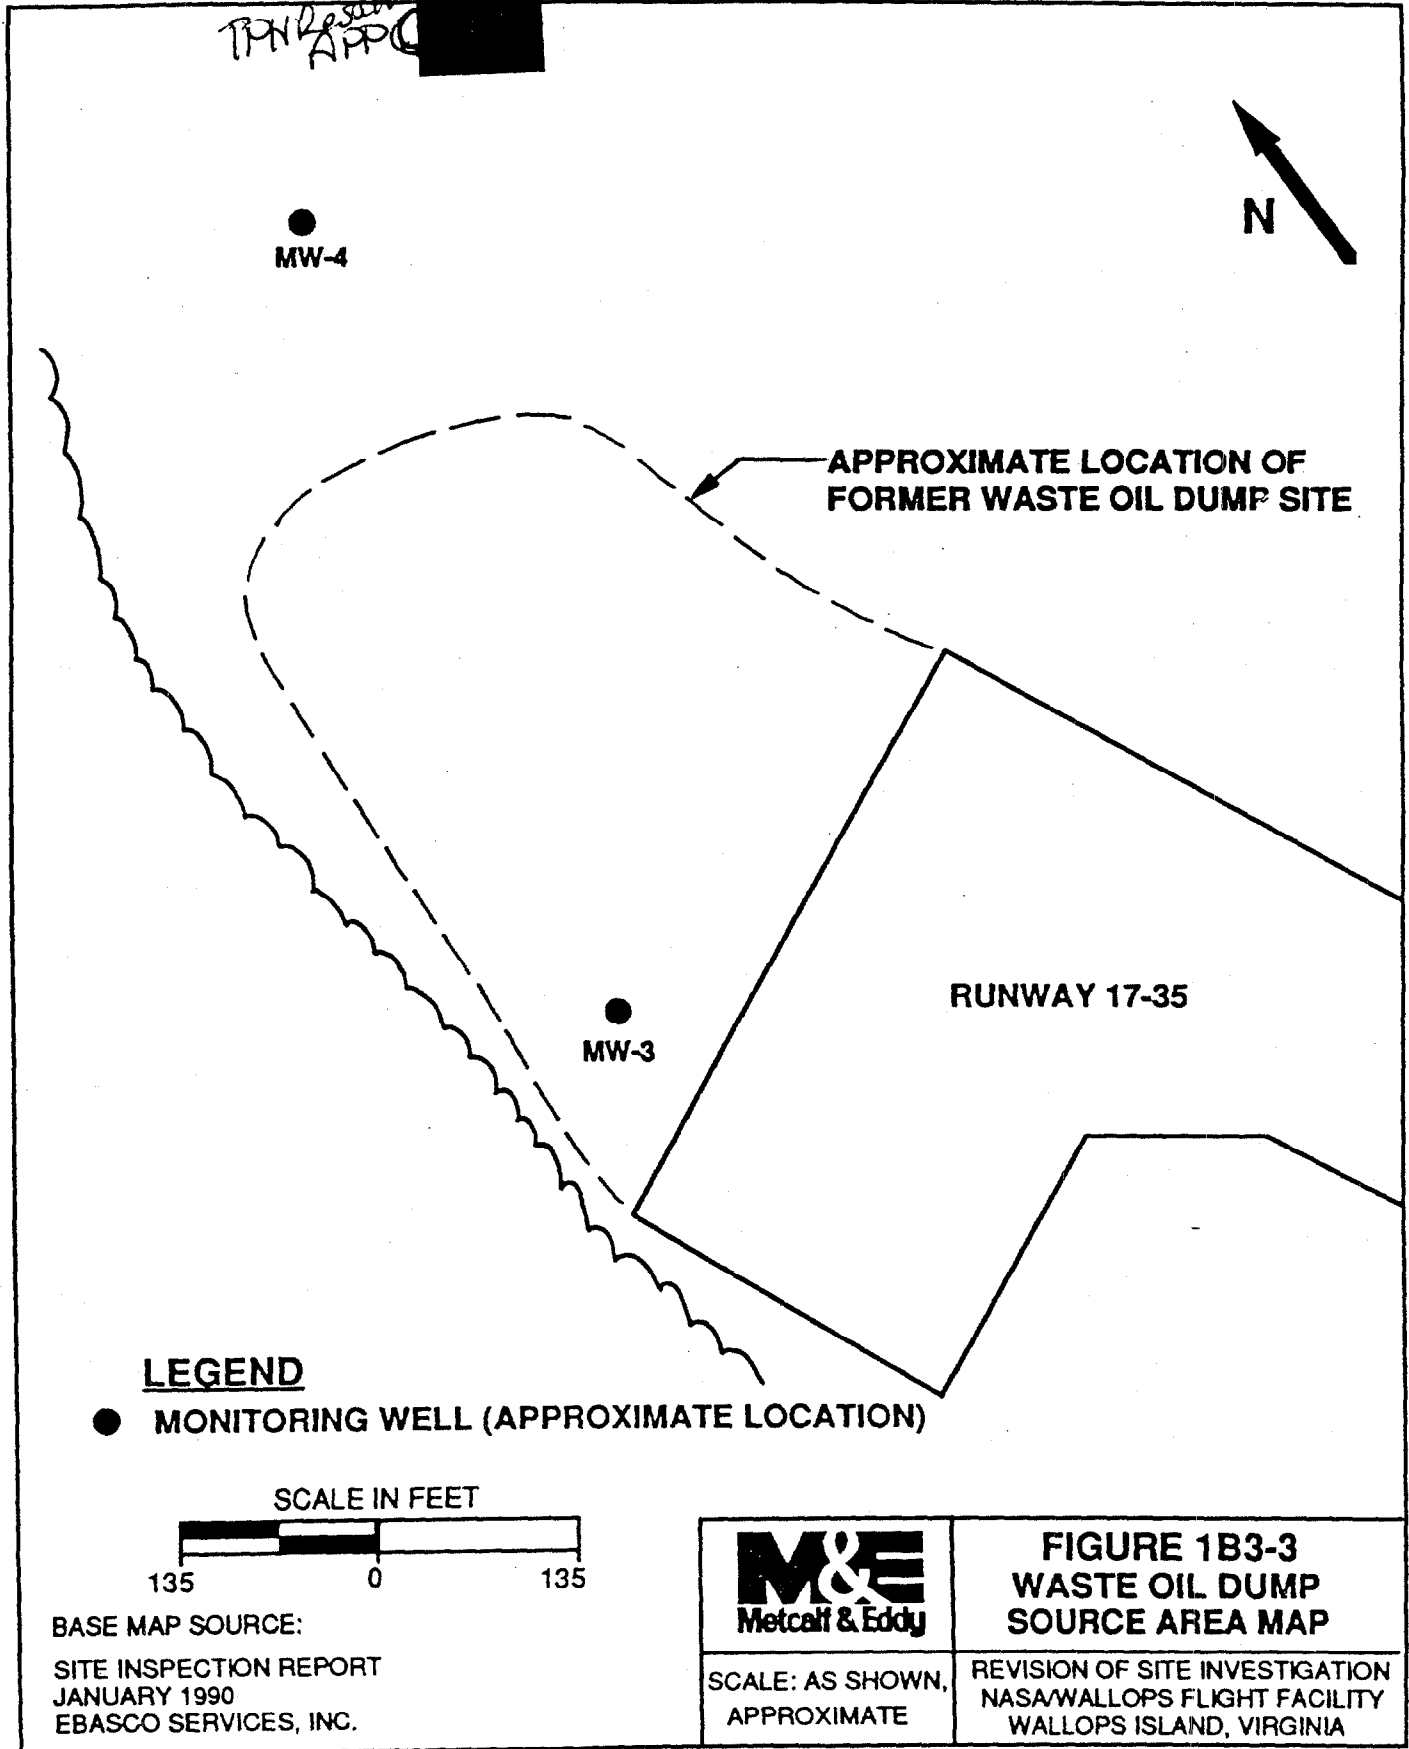 TPH
APP
N
MW-4
APPROXIMATE LOCATION OF
FORMER WASTE OIL DUMP SITE
RUNWAY 17-35
MW-3
LEGEND
MONITORING WELL (APPROXIMATE LOCATION)
SCALE IN FEET
135 0 135
BASE MAP SOURCE:
SITE INSPECTION REPORT
JANUARY 1990
EBASCO SERVICES, INC.
M&E
Metcalf & Eddy
SCALE: AS SHOWN,
APPROXIMATE
FIGURE 1B3-3
WASTE OIL DUMP
SOURCE AREA MAP
REVISION OF SITE INVESTIGATION
NASA/WALLOPS FLIGHT FACILITY
WALLOPS ISLAND, VIRGINIA